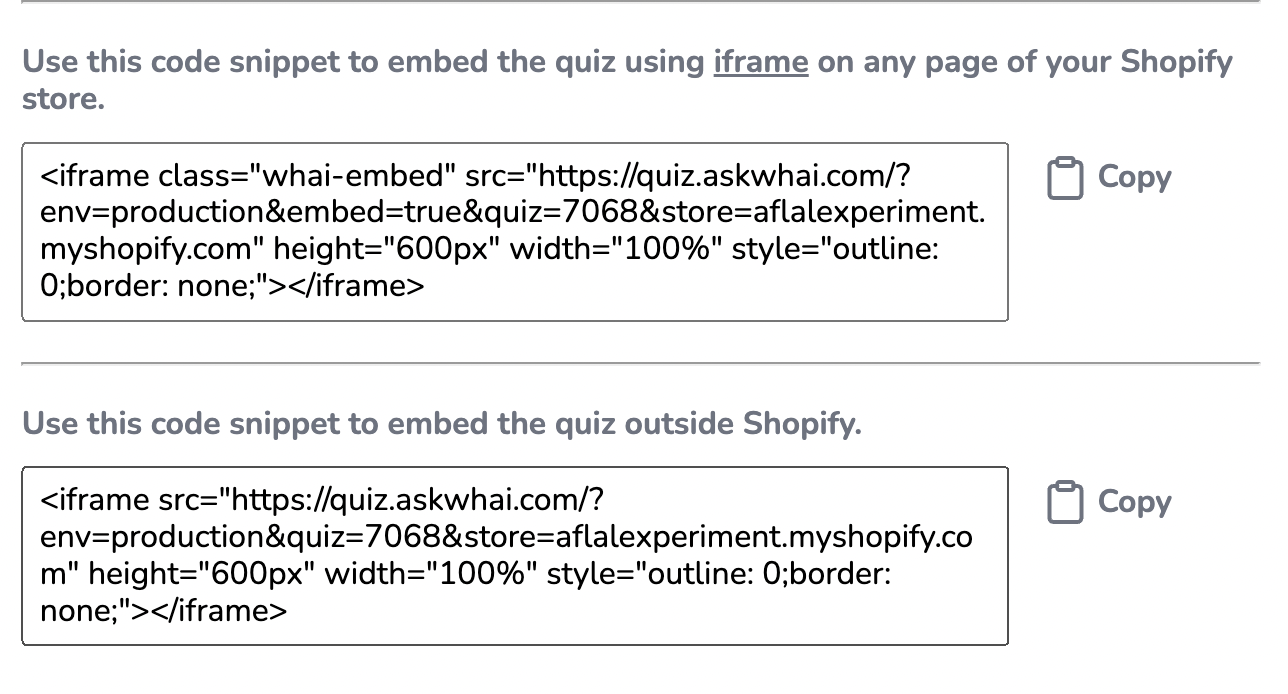 Use this code snippet to embed the quiz using iframe on any page of your Shopify
store.
<iframe class="whai-embed" src="https://quiz.askwhai.com/?
env=production&embed=true&quiz=7068&store=aflalexperiment.
myshopify.com" height="600px" width="100%" style="outline:
0;border: none;"></iframe>
Copy
Use this code snippet to embed the quiz outside Shopify.
<iframe src="https://quiz.askwhai.com/?
env=production&quiz=7068&store=aflalexperiment.myshopify.co
m" height="600px" width="100%" style="outline: 0;border:
none;"></iframe>
Copy